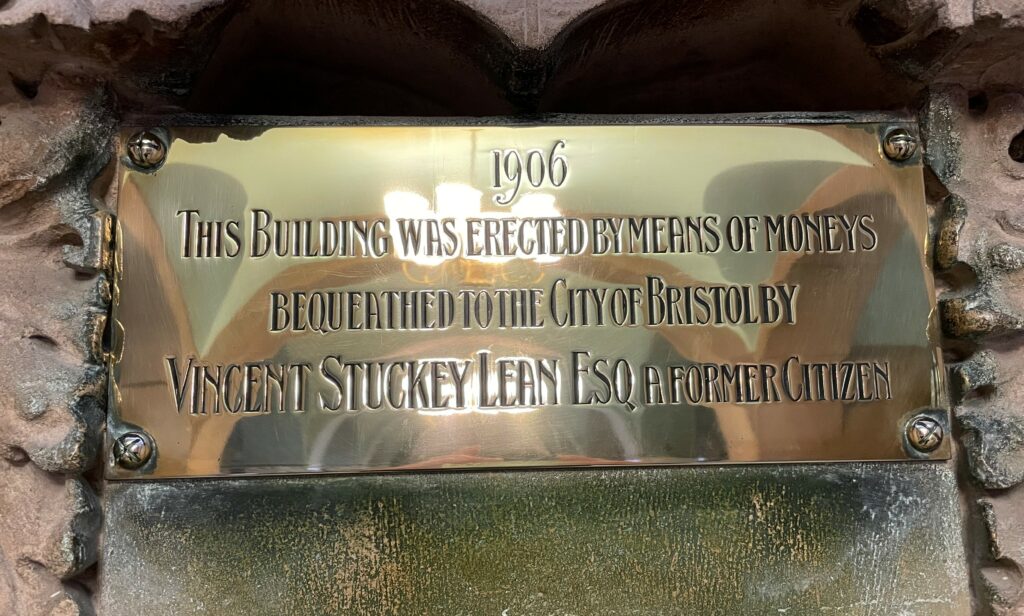 1906
THIS BUILDING WAS ERECTED BY MEANS OF MONEYS
BEQUEATHED TO THE CITY OF BRISTOL BY
VINCENT STUCKEY LEAN ESQ A FORMER CITIZEN